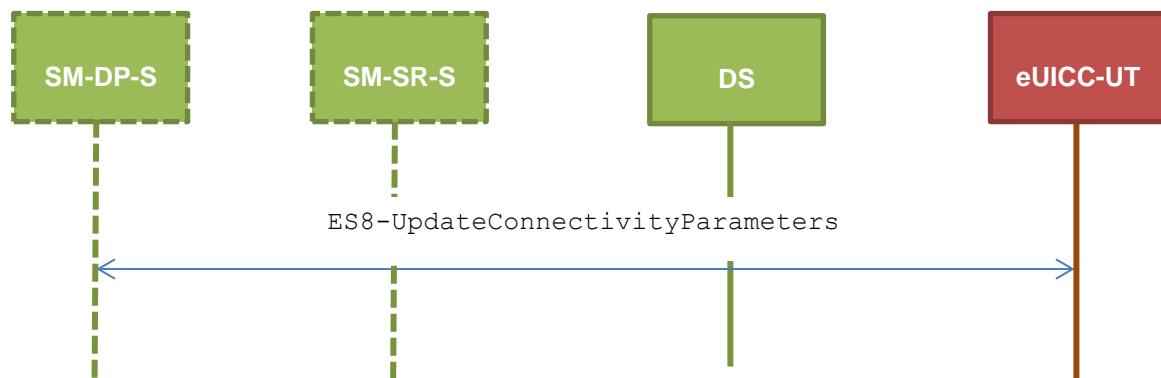 SM-DP-S
SM-SR-S
DS
eUICC-UT
ES8-UpdateConnectivityParameters